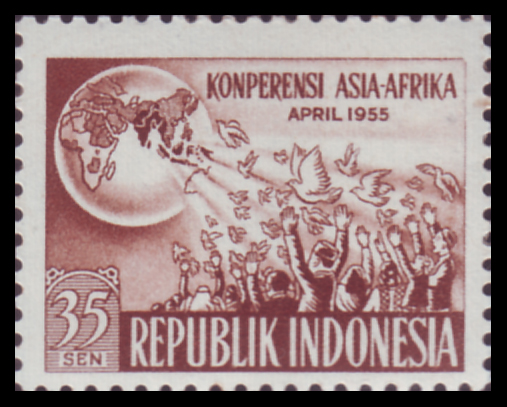 KONPERENSI ASIA-AFRIKA
APRIL 1955
35
SEN
REPUBLIK INDONESIA